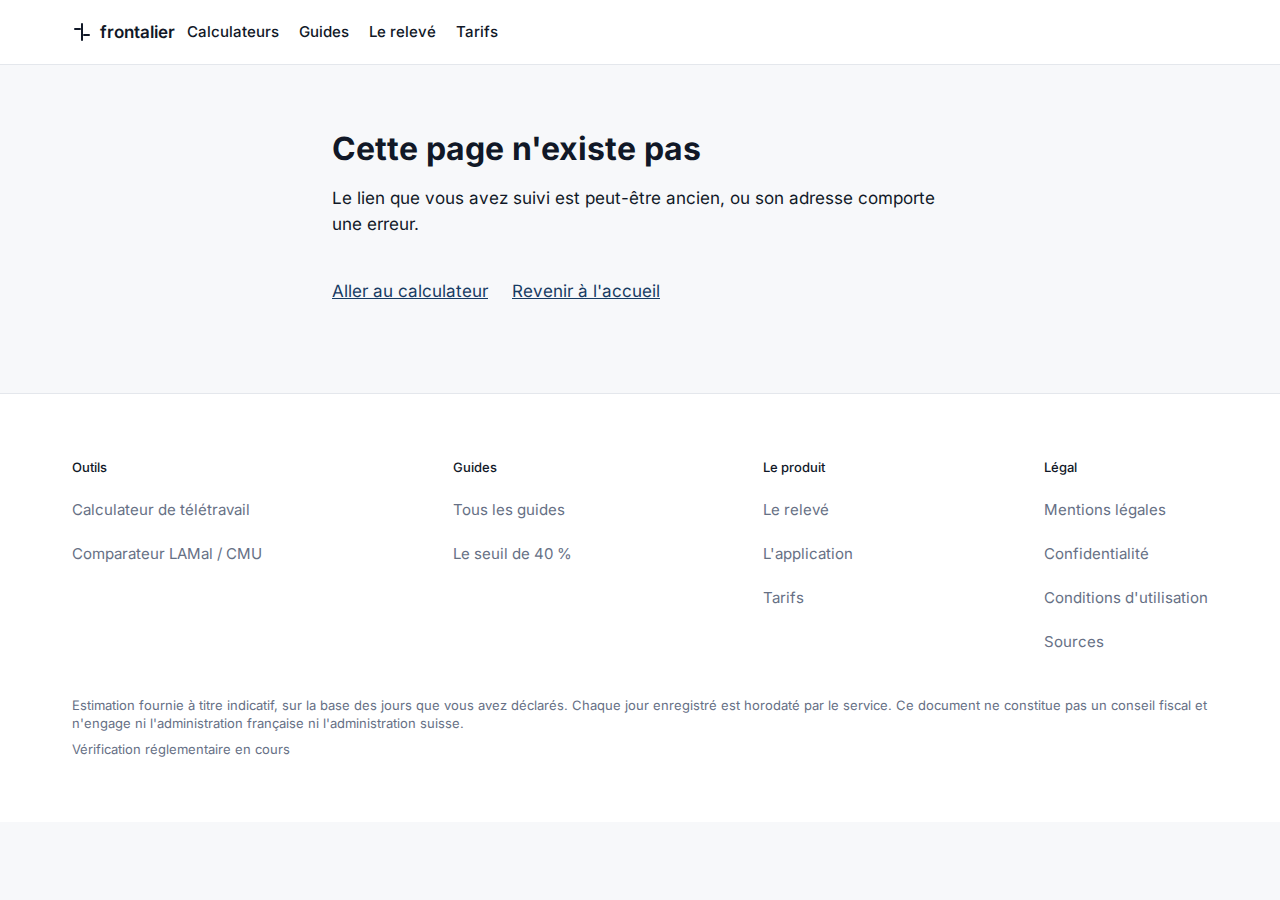 frontalier Calculateurs Guides Le relevé Tarifs
Cette page n'existe pas
Le lien que vous avez suivi est peut-être ancien, ou son adresse comporte
une erreur.
Aller au calculateur Revenir à l'accueil
Outils Guides Le produit Légal
Calculateur de télétravail Tous les guides Le relevé Mentions légales
Comparateur LAMal / CMU Le seuil de 40 % L'application Confidentialité
Tarifs Conditions d'utilisation
Sources
Estimation fournie à titre indicatif, sur la base des jours que vous avez déclarés. Chaque jour enregistré est horodaté par le service. Ce document ne constitue pas un conseil fiscal et
n'engage ni l'administration française ni l'administration suisse.
Vérification réglementaire en cours